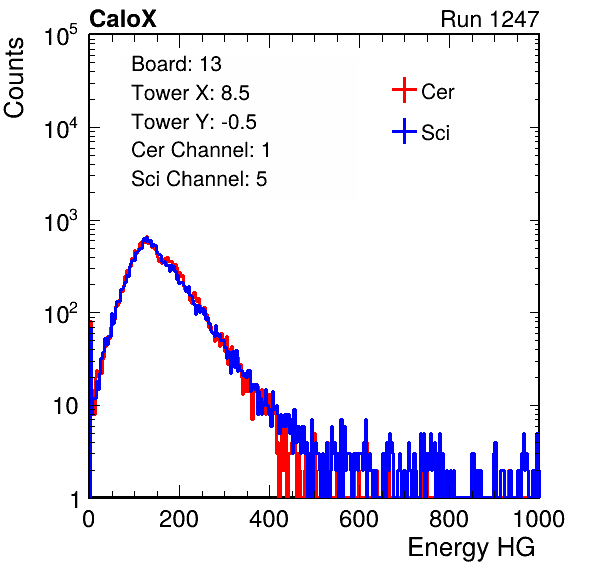 CaloX Run 1247
Board: 13
Tower X: 8.5
Tower Y: -0.5
Cer Channel: 1
Sci Channel: 5
Cer
Sci
Counts
10^5
10^4
10^3
10^2
10
1
0 200 400 600 800 1000
Energy HG